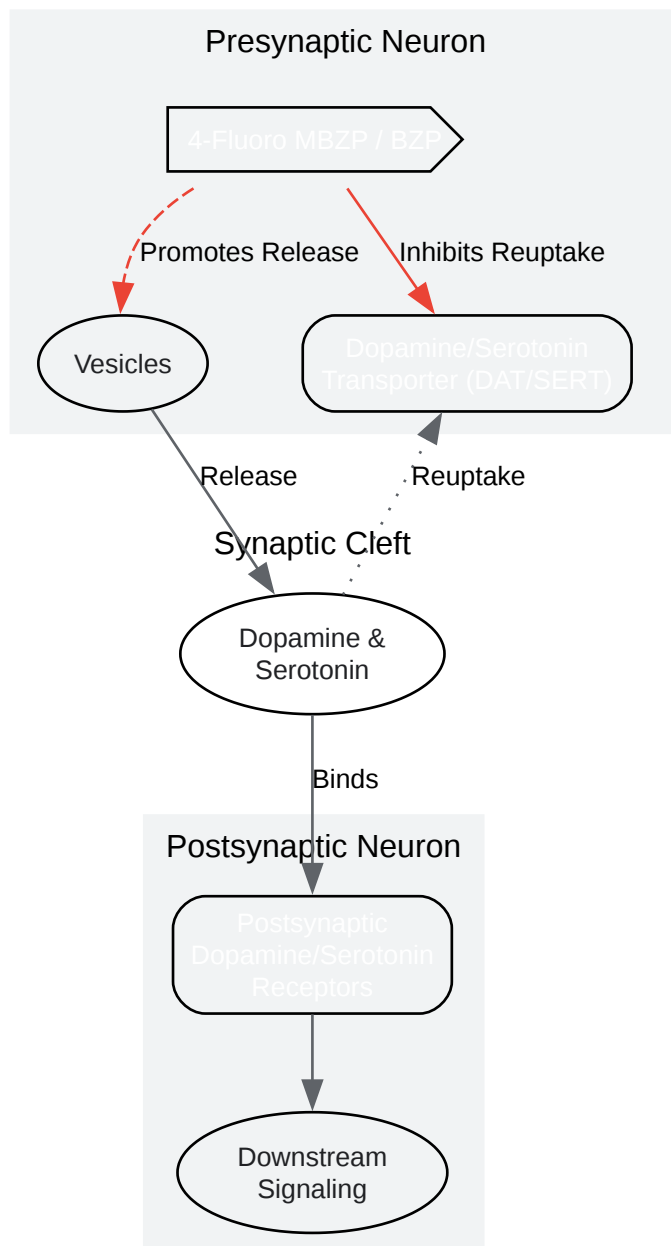 Presynaptic Neuron
4-Fluoro MBZP / BZP
Promotes Release
Inhibits Reuptake
Vesicles
Dopamine/Serotonin
Transporter (DAT/SERT)
Release
Reuptake
Synaptic Cleft
Dopamine &
Serotonin
Binds
Postsynaptic Neuron
Postsynaptic
Dopamine/Serotonin
Receptors
Downstream
Signaling